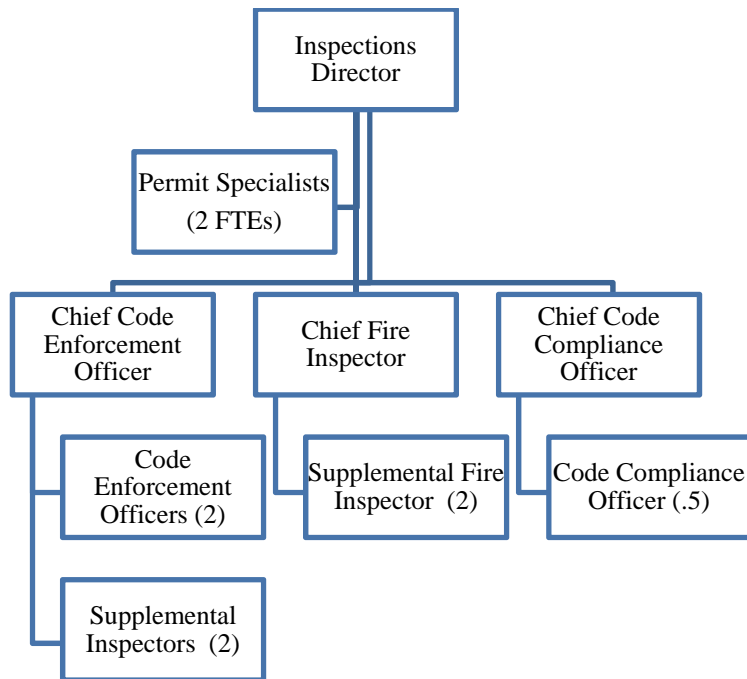 Inspections
Director
Permit Specialists
(2 FTEs)
Chief Code
Enforcement
Officer
Chief Fire
Inspector
Chief Code
Compliance
Officer
Code
Enforcement
Officers (2)
Supplemental Fire
Inspector (2)
Code Compliance
Officer (.5)
Supplemental
Inspectors (2)